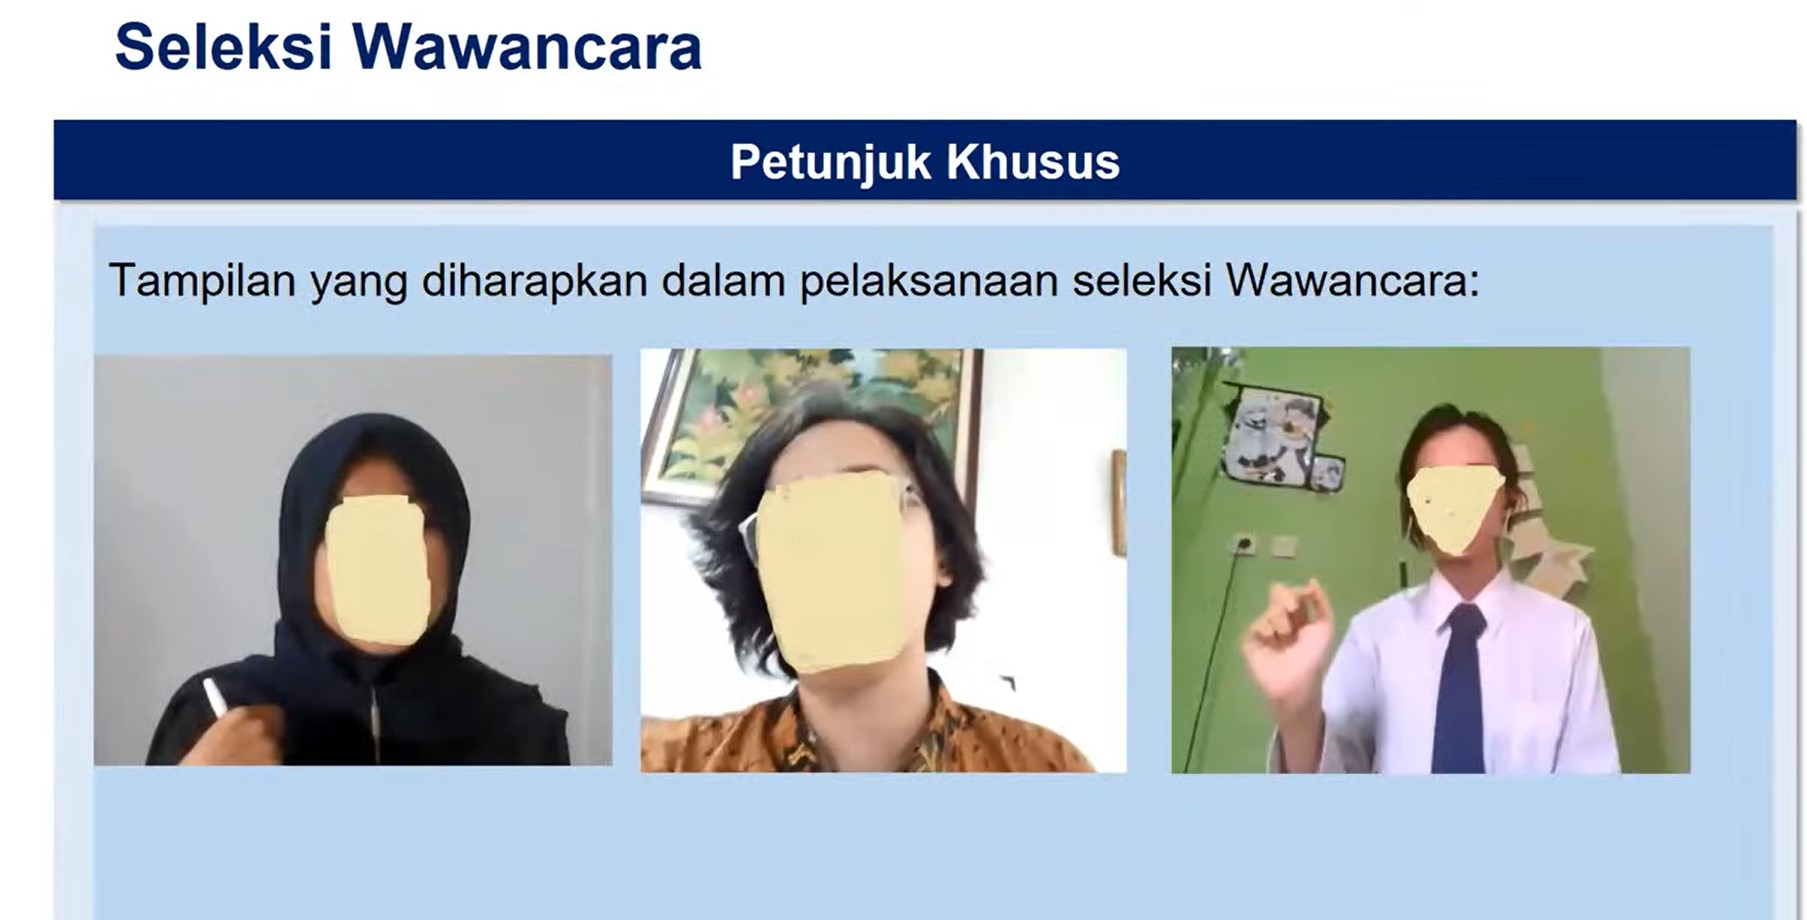 Seleksi Wawancara
Petunjuk Khusus
Tampilan yang diharapkan dalam pelaksanaan seleksi Wawancara: